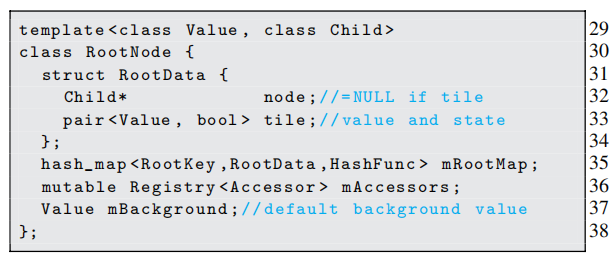 template<class Value, class Child> 29
class RootNode { 30
  struct RootData { 31
    Child*             node;//=NULL if tile 32
    pair<Value, bool> tile;//value and state 33
  }; 34
  hash_map<RootKey,RootData,HashFunc> mRootMap; 35
  mutable Registry<Accessor> mAccessors; 36
  Value mBackground;//default background value 37
}; 38